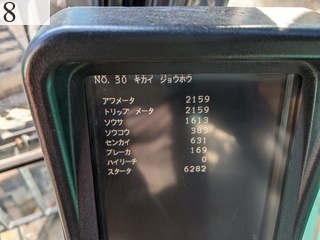 8
NO. 30 キカイ ジョウホウ
アワメータ 2159
トリップ メータ 2159
ソウサ 1613
ソウコウ 385
センカイ 631
ブレーカ 169
ハイリーチ 0
スタータ 6282